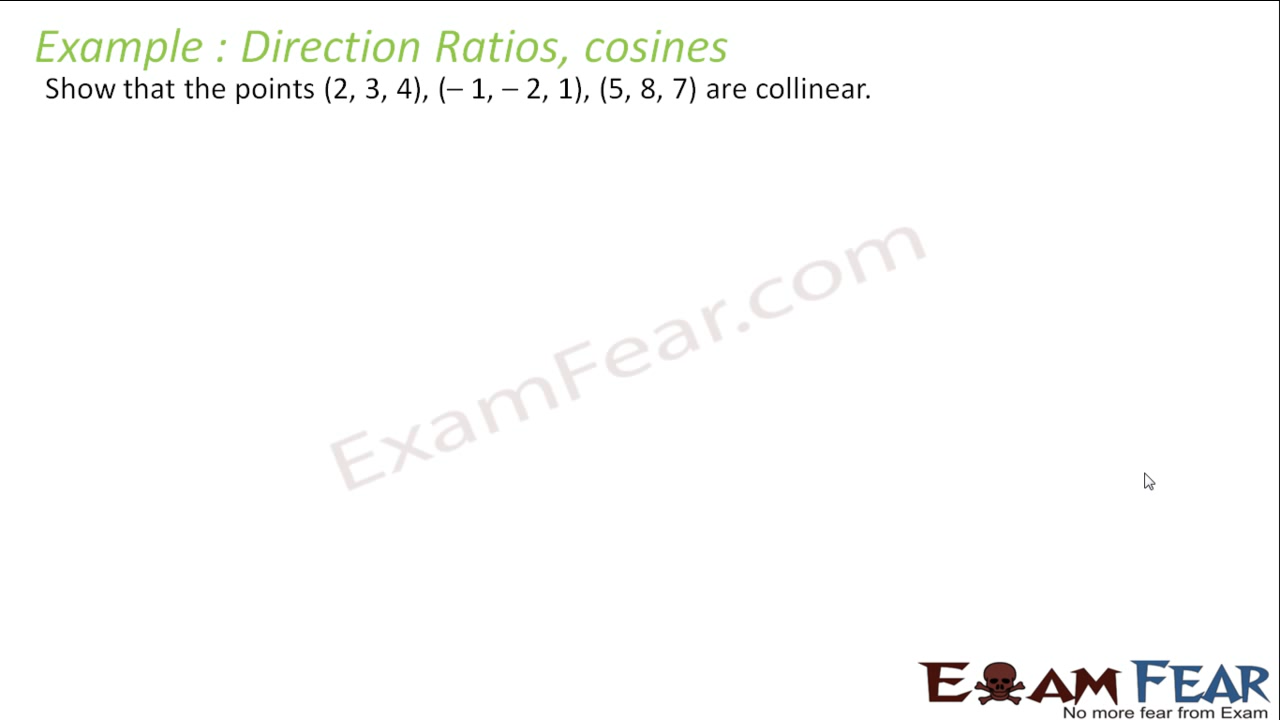 Example : Direction Ratios, cosines
Show that the points (2, 3, 4), (– 1, – 2, 1), (5, 8, 7) are collinear.
ExamFear.com
EXAM FEAR
No more fear from Exam